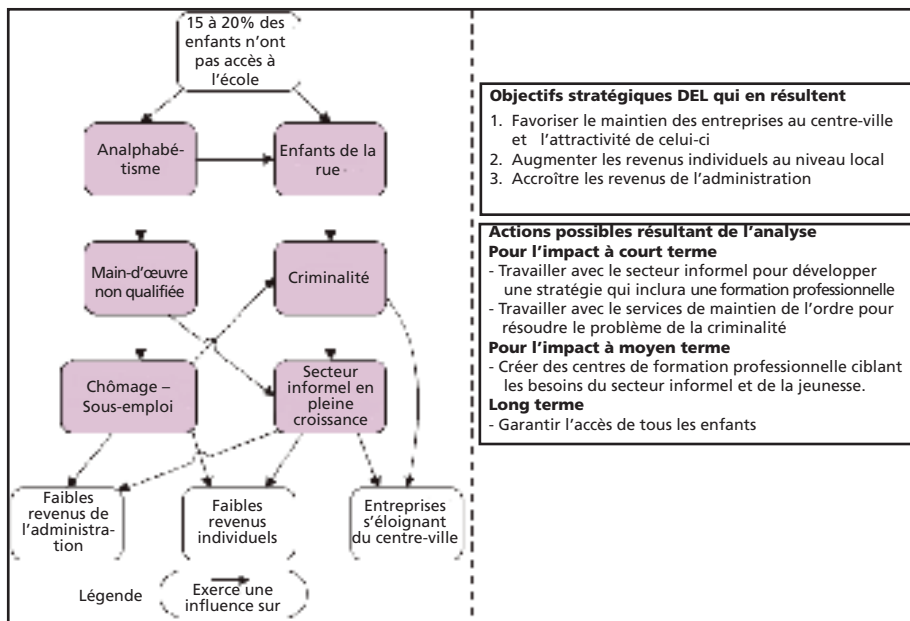 15 à 20% des
enfants n'ont
pas accès à
l'école
Analphabé-
tisme
Enfants de la
rue
Main-d'œuvre
non qualifiée
Criminalité
Chômage –
Sous-emploi
Secteur
informel en
pleine
croissance
Faibles
revenus de
l'administra-
tion
Faibles
revenus
individuels
Entreprises
s'éloignant
du centre-ville
Légende
Exerce une
influence sur
Objectifs stratégiques DEL qui en résultent
1. Favoriser le maintien des entreprises au centre-ville
et l'attractivité de celui-ci
2. Augmenter les revenus individuels au niveau local
3. Accroître les revenus de l'administration
Actions possibles résultant de l'analyse
Pour l'impact à court terme
- Travailler avec le secteur informel pour développer
une stratégie qui inclura une formation professionnelle
- Travailler avec le services de maintien de l'ordre pour
résoudre le problème de la criminalité
Pour l'impact à moyen terme
- Créer des centres de formation professionnelle ciblant
les besoins du secteur informel et de la jeunesse.
Long terme
- Garantir l'accès de tous les enfants